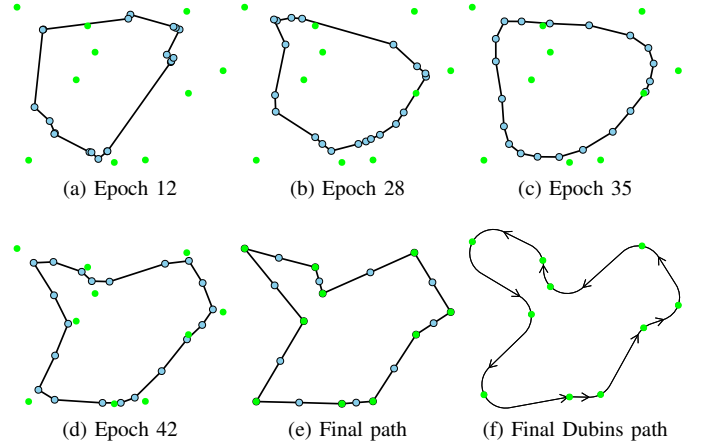 (a) Epoch 12 (b) Epoch 28 (c) Epoch 35
(d) Epoch 42 (e) Final path (f) Final Dubins path